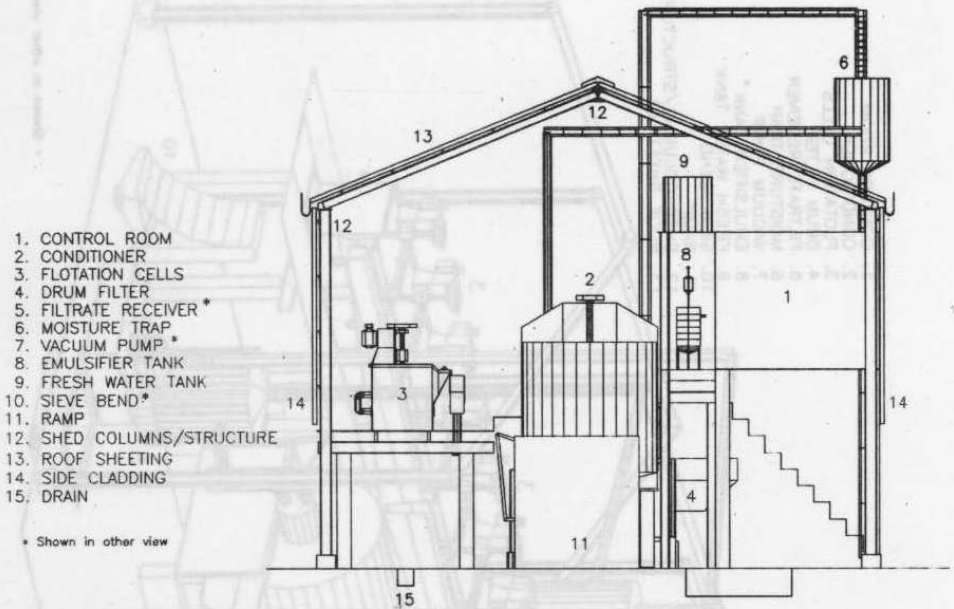 1. CONTROL ROOM
2. CONDITIONER
3. FLOTATION CELLS
4. DRUM FILTER
5. FILTRATE RECEIVER *
6. MOISTURE TRAP
7. VACUUM PUMP *
8. EMULSIFIER TANK
9. FRESH WATER TANK
10. SIEVE BEND *
11. RAMP
12. SHED COLUMNS/STRUCTURE
13. ROOF SHEETING
14. SIDE CLADDING
15. DRAIN
* Shown in other view
6
12
13
9
12
8
2
1
3
14
14
4
11
15